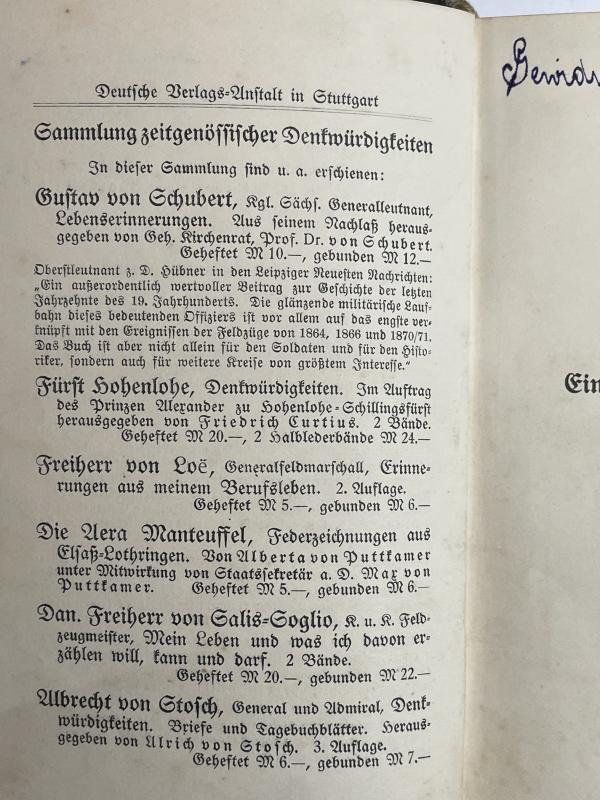 Deutsche Verlags-Anstalt in Stuttgart
Sammlung zeitgenössischer Denkwürdigkeiten
In dieser Sammlung sind u. a. erschienen:
Gustav von Schubert, Kgl. Sächs. Generalleutnant,
Lebenserinnerungen. Aus seinem Nachlaß heraus-
gegeben von Geh. Kirchenrat, Prof. Dr. von Schubert.
Geheftet M 10.—, gebunden M 12.—
Oberstleutnant z. D. Hübner in den Leipziger Neuesten Nachrichten:
„Ein außerordentlich wertvoller Beitrag zur Geschichte der letzten
Jahrzehnte des 19. Jahrhunderts. Die glänzende militärische Lauf-
bahn dieses bedeutenden Offiziers ist vor allem auf das engste ver-
knüpft mit den Ereignissen der Feldzüge von 1864, 1866 und 1870/71.
Das Buch ist aber nicht allein für den Soldaten und für den Histo-
riker, sondern auch für weitere Kreise von größtem Interesse.“
Fürst Hohenlohe, Denkwürdigkeiten. Im Auftrag
des Prinzen Alexander zu Hohenlohe-Schillingsfürst
herausgegeben von Friedrich Curtius. 2 Bände.
Geheftet M 20.—, 2 Halblederbände M 24.—
Freiherr von Loë, Generalfeldmarschall, Erinne-
rungen aus meinem Berufsleben. 2. Auflage.
Geheftet M 5.—, gebunden M 6.—
Die Aera Manteuffel, Federzeichnungen aus
Elsaß-Lothringen. Von Alberta von Puttkamer
unter Mitwirkung von Staatssekretär a. D. Max von
Puttkamer. Geheftet M 5.—, gebunden M 6.—
Dan. Freiherr von Salis-Soglio, K. u. K. Feld-
zeugmeister, Mein Leben und was ich davon er-
zählen will, kann und darf. 2 Bände.
Geheftet M 20.—, gebunden M 22.—
Albrecht von Stosch, General und Admiral, Denk-
würdigkeiten. Briefe und Tagebuchblätter. Heraus-
gegeben von Ulrich von Stosch. 3. Auflage.
Geheftet M 6.—, gebunden M 7.—
Ein